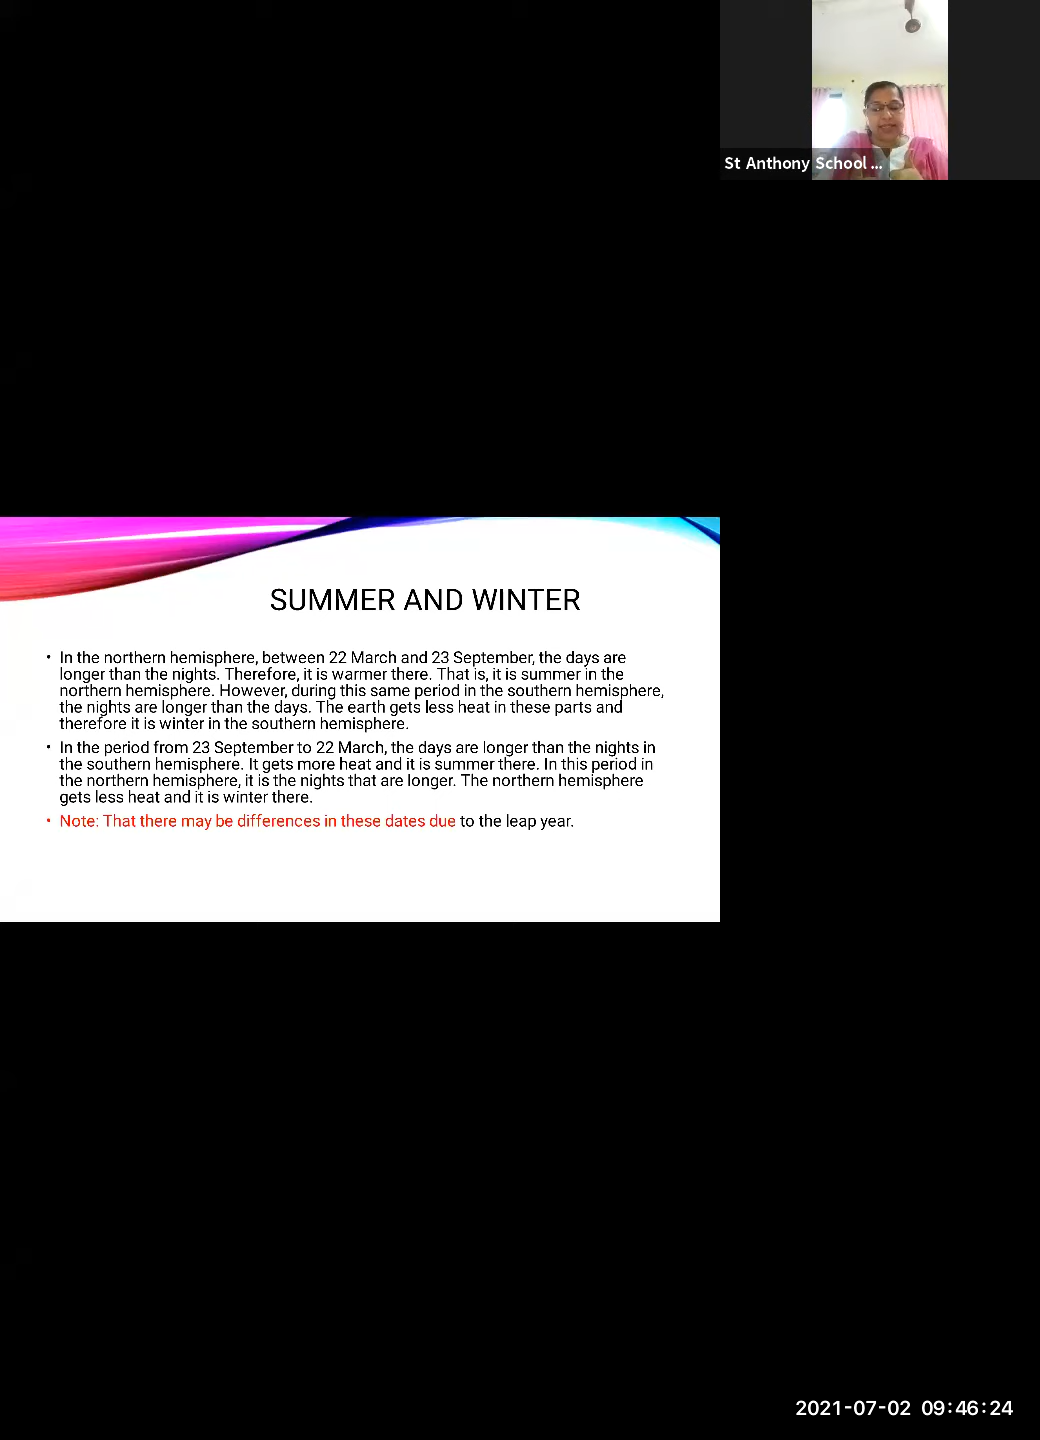 St Anthony School ...
SUMMER AND WINTER
• In the northern hemisphere, between 22 March and 23 September, the days are
longer than the nights. Therefore, it is warmer there. That is, it is summer in the
northern hemisphere. However, during this same period in the southern hemisphere,
the nights are longer than the days. The earth gets less heat in these parts and
therefore it is winter in the southern hemisphere.
• In the period from 23 September to 22 March, the days are longer than the nights in
the southern hemisphere. It gets more heat and it is summer there. In this period in
the northern hemisphere, it is the nights that are longer. The northern hemisphere
gets less heat and it is winter there.
• Note: That there may be differences in these dates due to the leap year.
2021-07-02 09:46:24